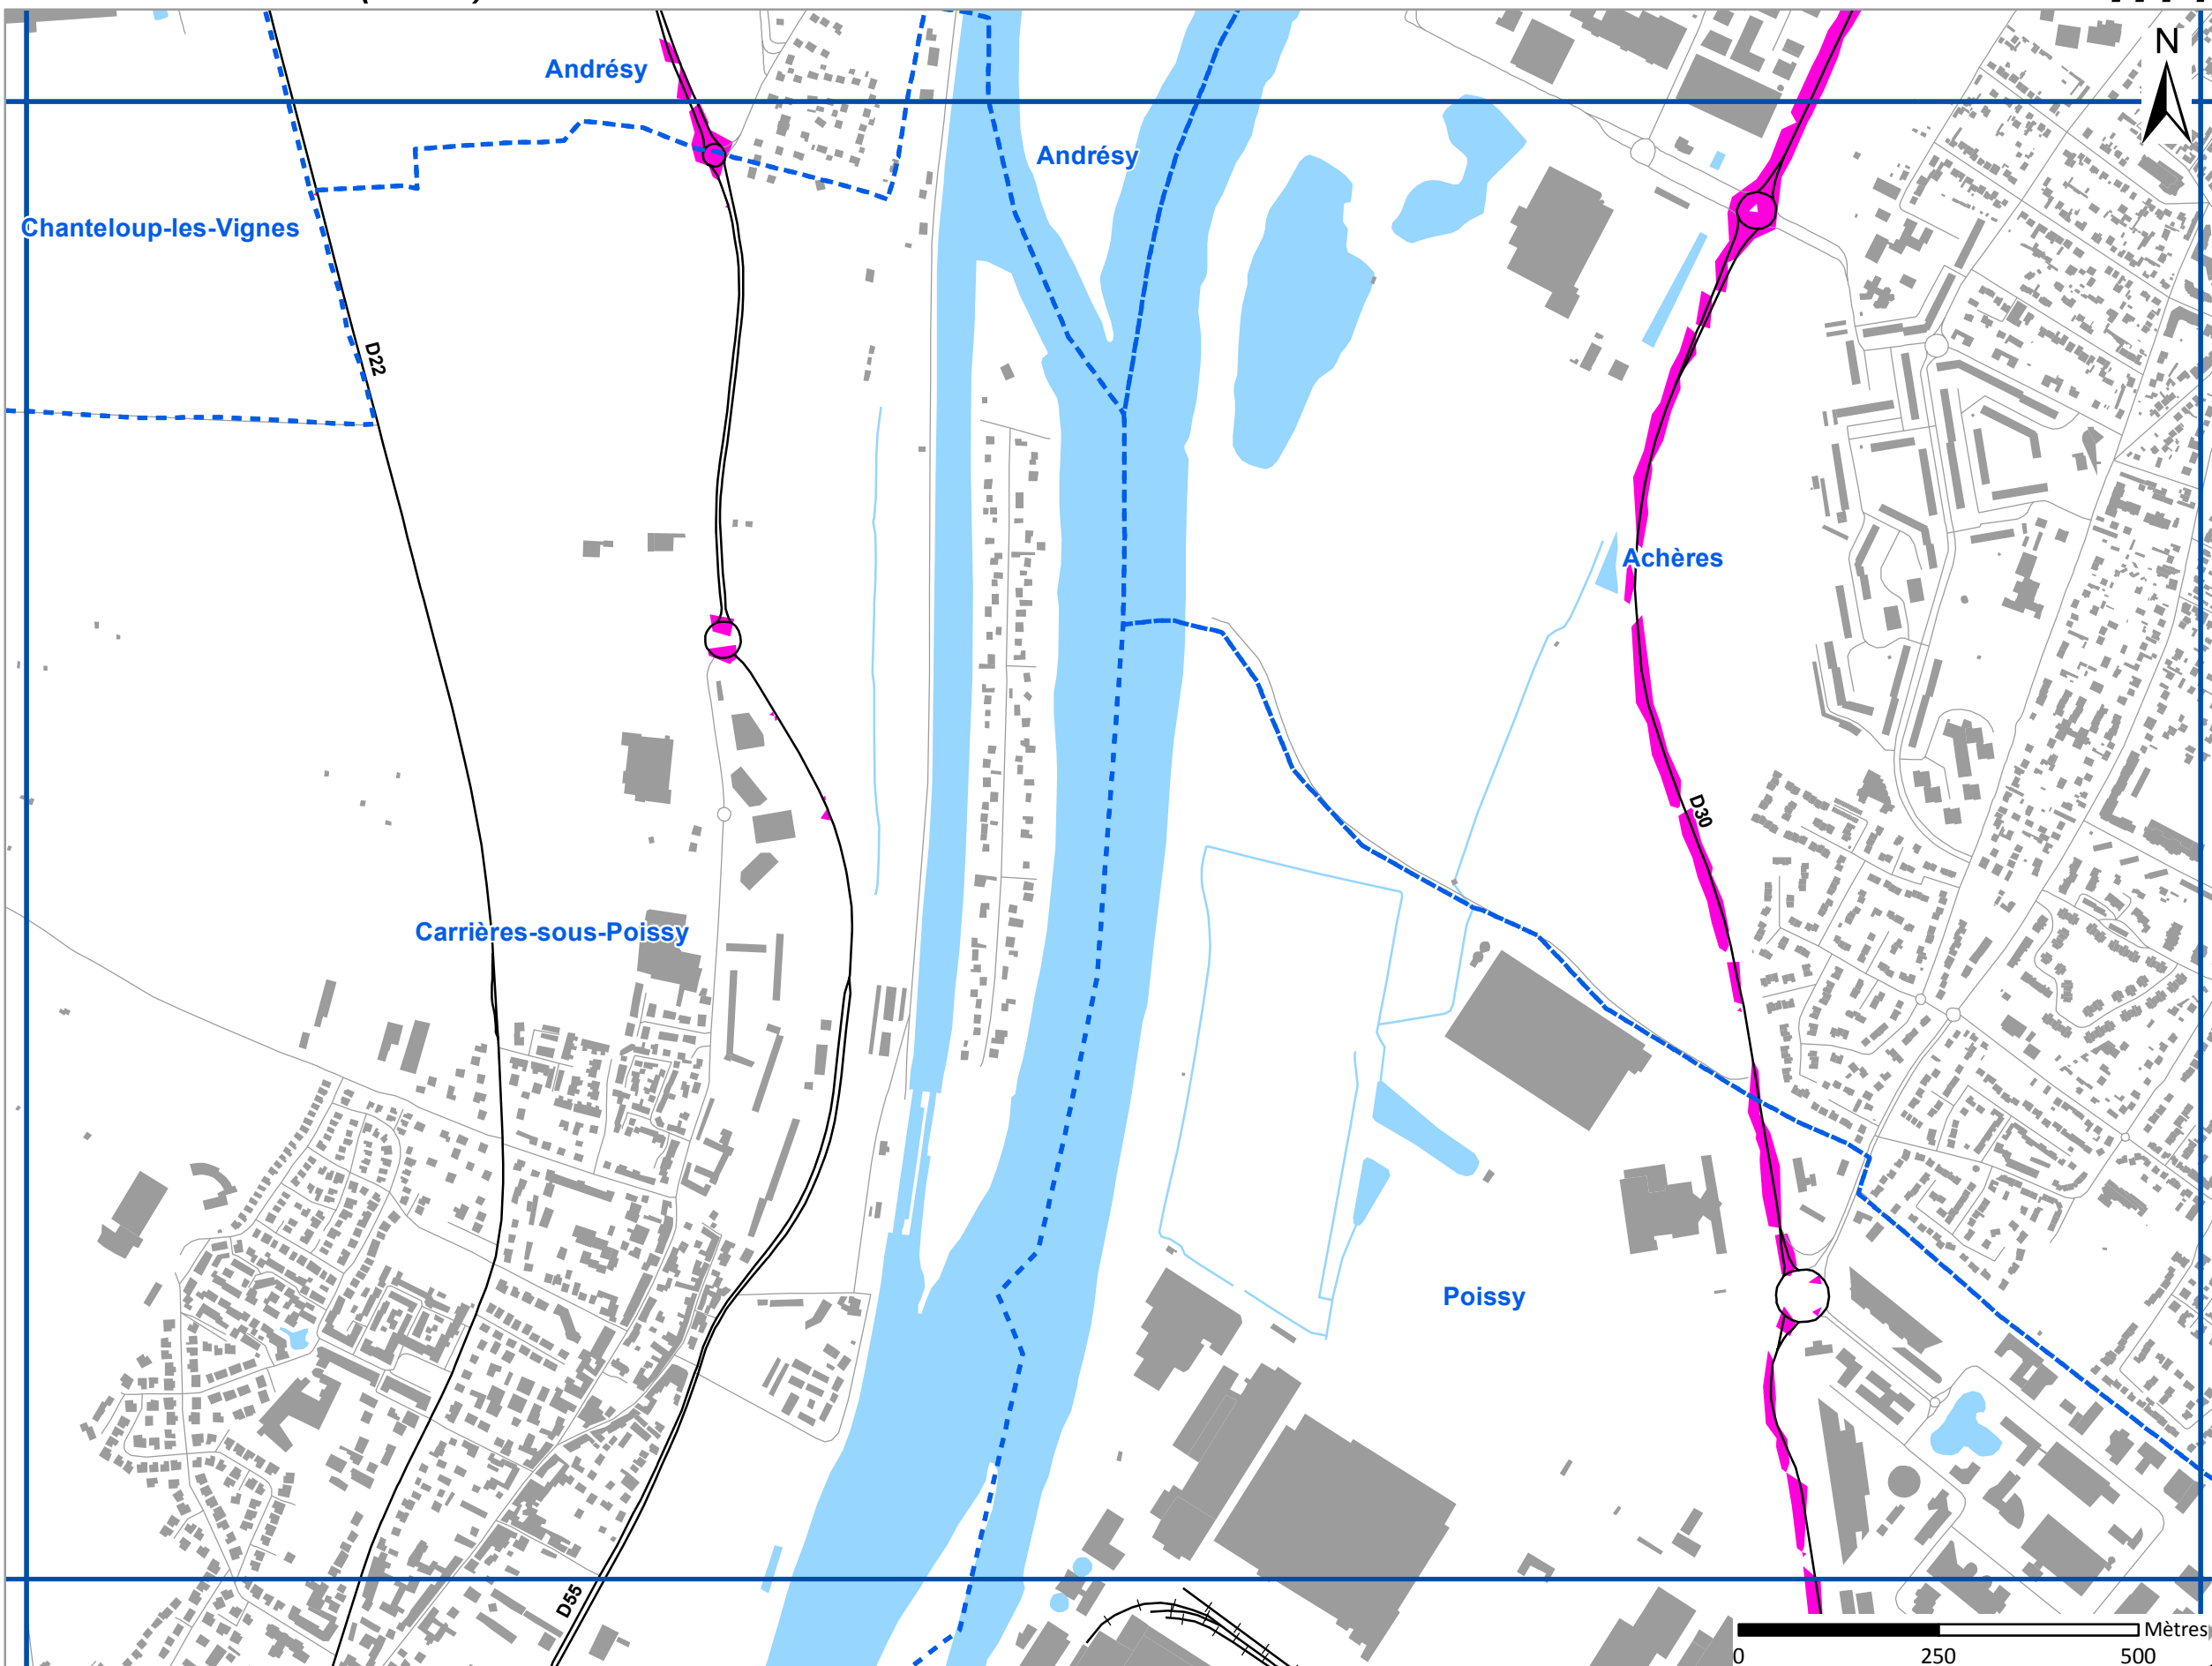 N
Andrésy
Andrésy
Chanteloup-les-Vignes
D22
Achères
D30
Carrières-sous-Poissy
Poissy
D55
Mètres
0 250 500